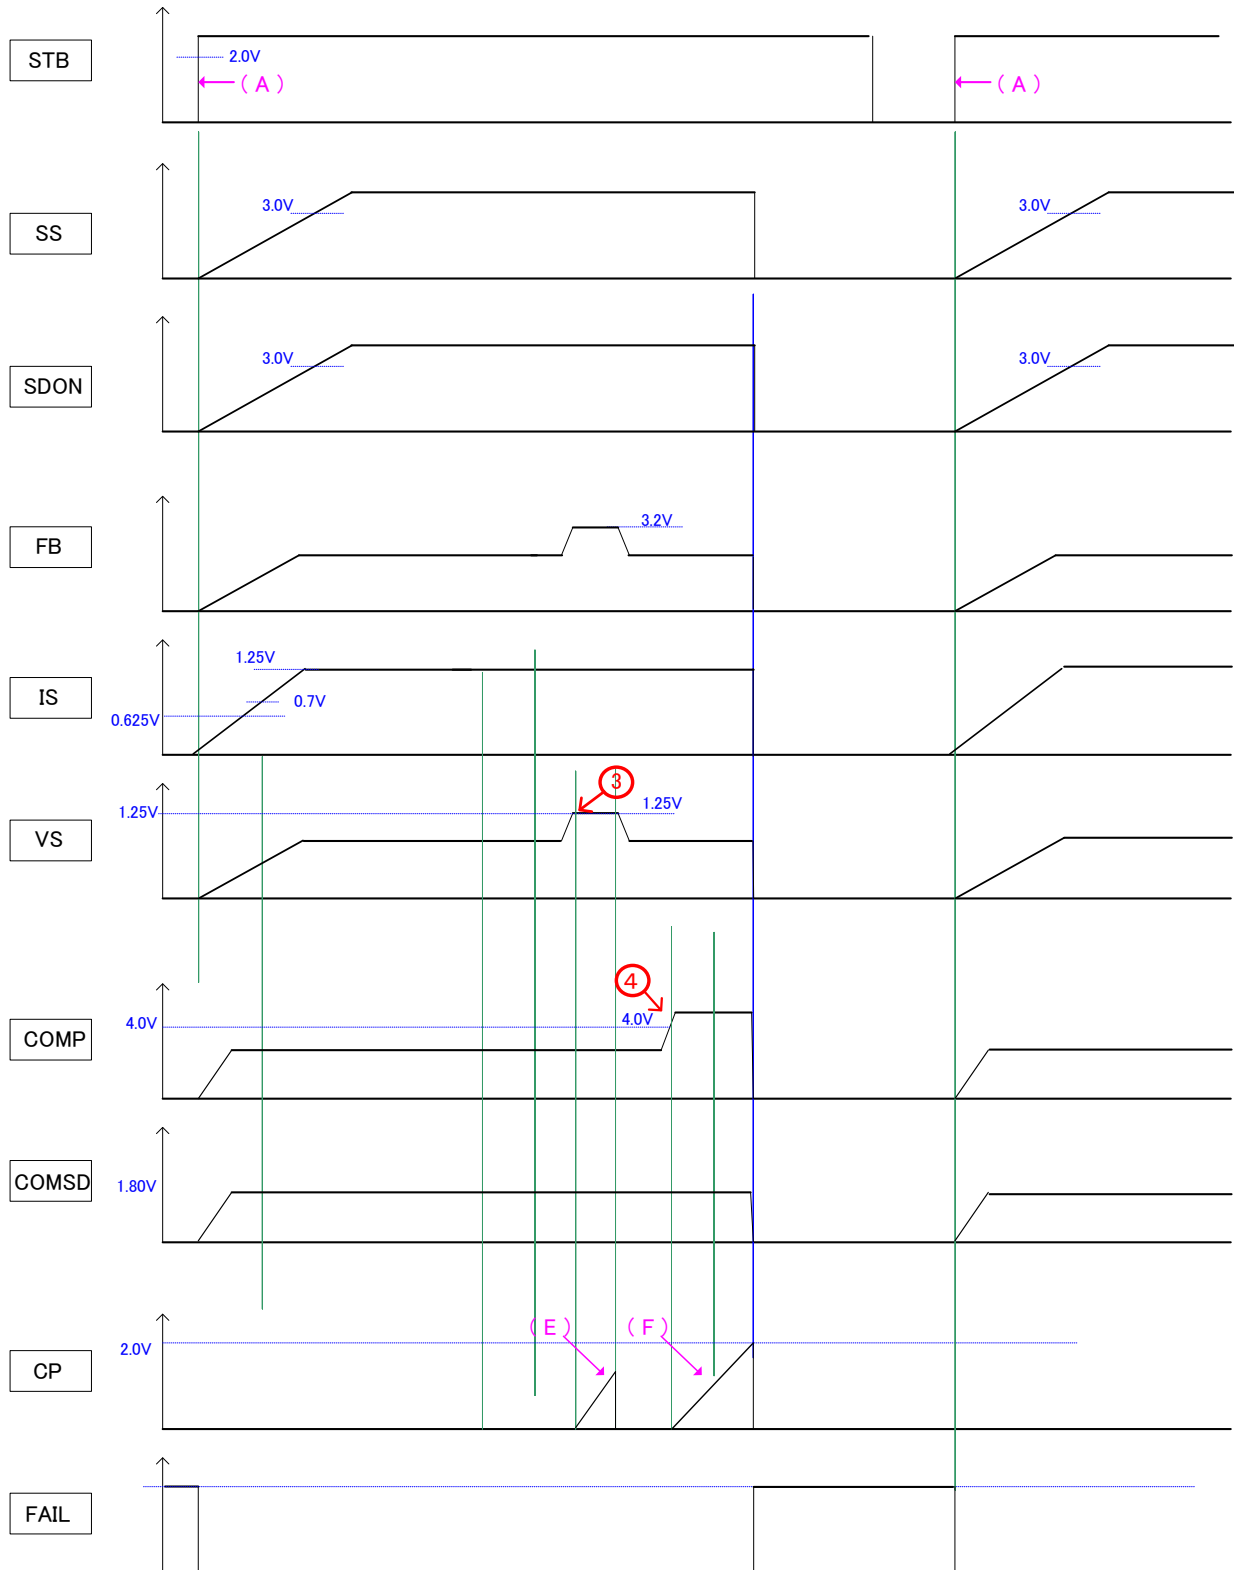 STB
2.0V
( A )
( A )
SS
3.0V
3.0V
SDON
3.0V
3.0V
FB
3.2V
IS
1.25V
0.7V
0.625V
VS
1.25V
③
1.25V
COMP
4.0V
④
4.0V
COMSD
1.80V
CP
2.0V
( E )
( F )
FAIL